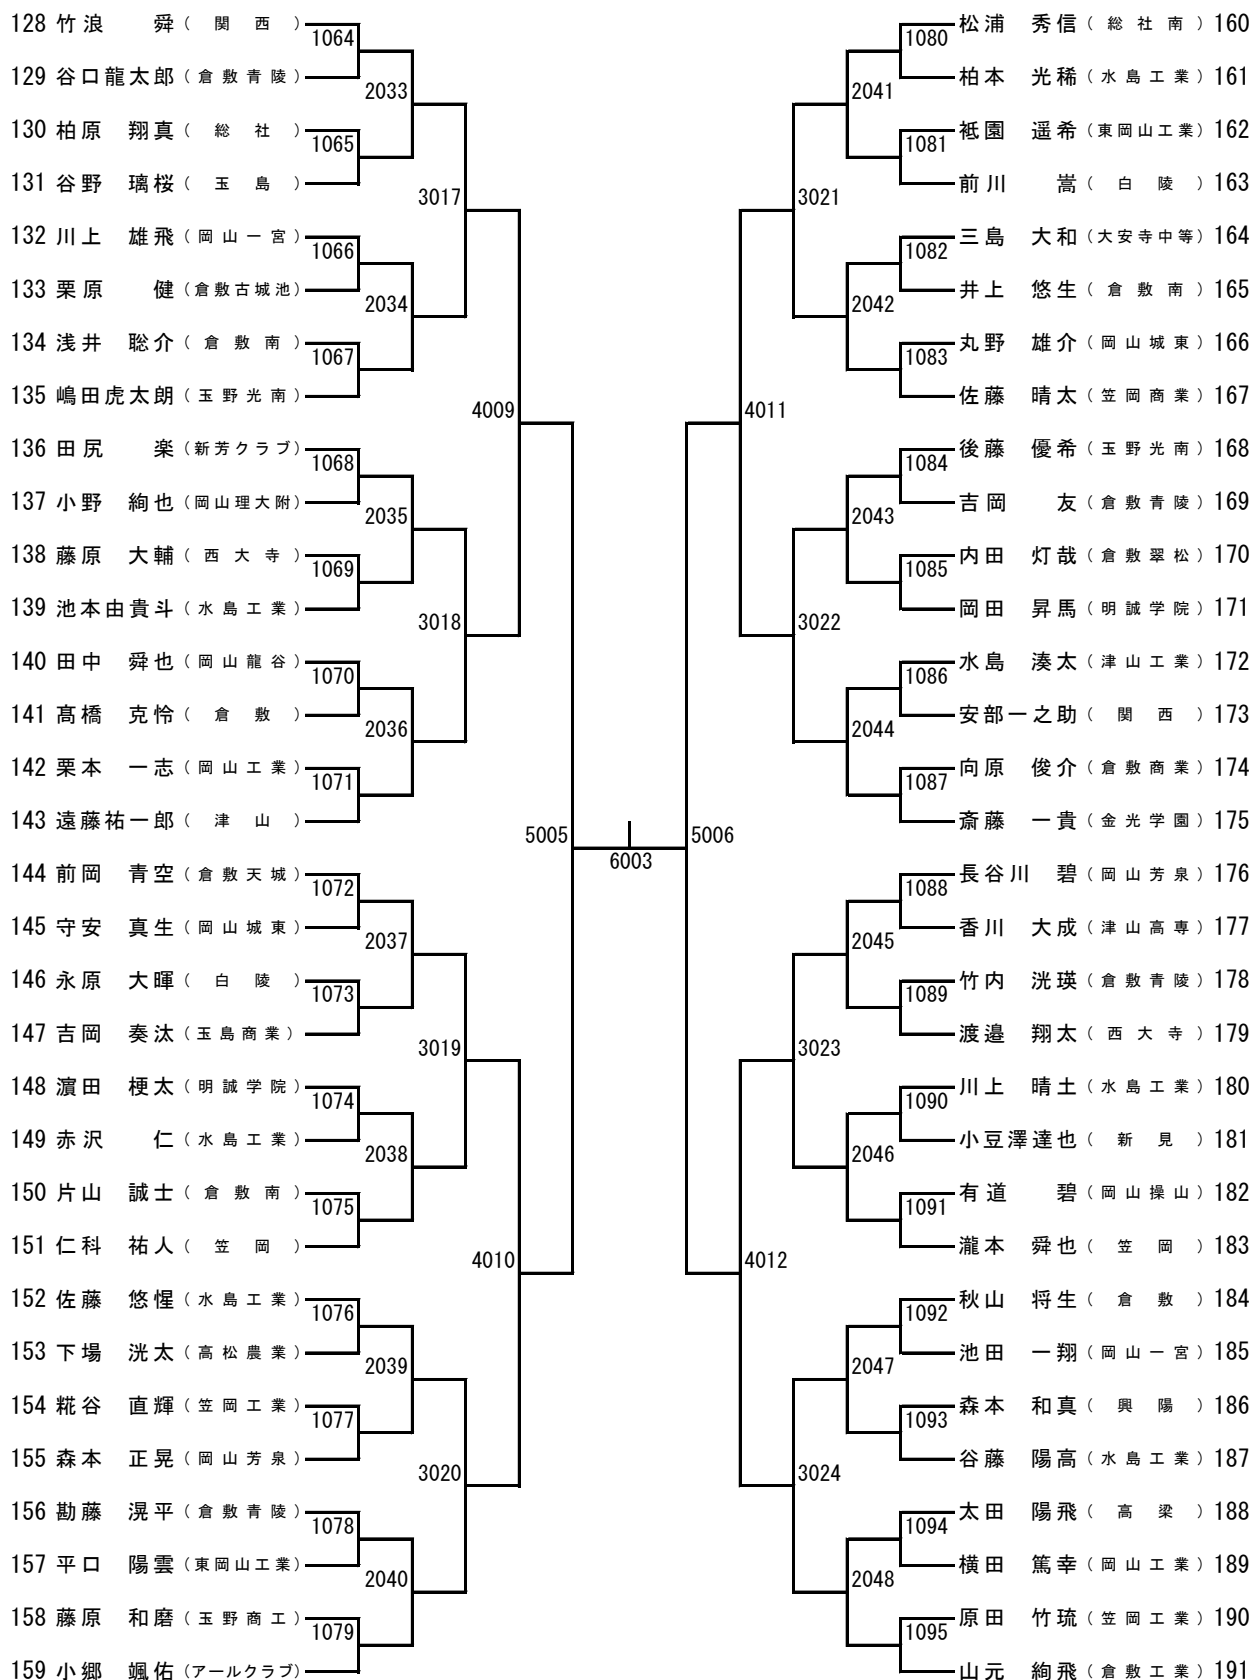 128 竹浪 舜 (関西)
1064
129 谷口龍太郎 (倉敷青陵)
2033
130 柏原 翔真 (総社)
1065
131 谷野 璃桜 (玉島)
3017
132 川上 雄飛 (岡山一宮)
1066
133 栗原 健 (倉敷古城池)
2034
134 浅井 聡介 (倉敷南)
1067
135 嶋田虎太朗 (玉野光南)
4009
136 田尻 楽 (新芳クラブ)
1068
137 小野 絢也 (岡山理大附)
2035
138 藤原 大輔 (西大寺)
1069
139 池本由貴斗 (水島工業)
3018
140 田中 舜也 (岡山龍谷)
1070
141 髙橋 克怜 (倉敷)
2036
142 栗本 一志 (岡山工業)
1071
143 遠藤祐一郎 (津山)
5005
144 前岡 青空 (倉敷天城)
1072
145 守安 真生 (岡山城東)
2037
146 永原 大暉 (白陵)
1073
147 吉岡 奏汰 (玉島商業)
3019
148 濵田 梗太 (明誠学院)
1074
149 赤沢 仁 (水島工業)
2038
150 片山 誠士 (倉敷南)
1075
151 仁科 祐人 (笠岡)
4010
152 佐藤 悠惺 (水島工業)
1076
153 下場 洸太 (高松農業)
2039
154 糀谷 直輝 (笠岡工業)
1077
155 森本 正晃 (岡山芳泉)
3020
156 勘藤 滉平 (倉敷青陵)
1078
157 平口 陽雲 (東岡山工業)
2040
158 藤原 和磨 (玉野商工)
1079
159 小郷 颯佑 (アールクラブ)
6003
松浦 秀信 (総社南) 160
1080
柏本 光稀 (水島工業) 161
2041
祗園 遥希 (東岡山工業) 162
1081
前川 嵩 (白陵) 163
3021
三島 大和 (大安寺中等) 164
1082
井上 悠生 (倉敷南) 165
2042
丸野 雄介 (岡山城東) 166
1083
佐藤 晴太 (笠岡商業) 167
4011
後藤 優希 (玉野光南) 168
1084
吉岡 友 (倉敷青陵) 169
2043
内田 灯哉 (倉敷翠松) 170
1085
岡田 昇馬 (明誠学院) 171
3022
水島 湊太 (津山工業) 172
1086
安部一之助 (関西) 173
2044
向原 俊介 (倉敷商業) 174
1087
斎藤 一貴 (金光学園) 175
5006
長谷川 碧 (岡山芳泉) 176
1088
香川 大成 (津山高専) 177
2045
竹内 洸瑛 (倉敷青陵) 178
1089
渡邉 翔太 (西大寺) 179
3023
川上 晴土 (水島工業) 180
1090
小豆澤達也 (新見) 181
2046
有道 碧 (岡山操山) 182
1091
瀧本 舜也 (笠岡) 183
4012
秋山 将生 (倉敷) 184
1092
池田 一翔 (岡山一宮) 185
2047
森本 和真 (興陽) 186
1093
谷藤 陽高 (水島工業) 187
3024
太田 陽飛 (高梁) 188
1094
横田 篤幸 (岡山工業) 189
2048
原田 竹琉 (笠岡工業) 190
1095
山元 絢飛 (倉敷工業) 191